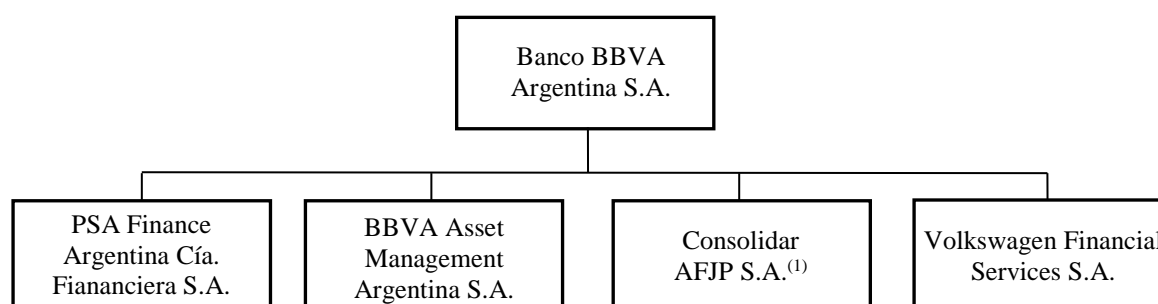 Banco BBVA
Argentina S.A.
PSA Finance
Argentina Cía.
Fiananciera S.A.
BBVA Asset
Management
Argentina S.A.
Consolidar
AFJP S.A.(1)
Volkswagen Financial
Services S.A.